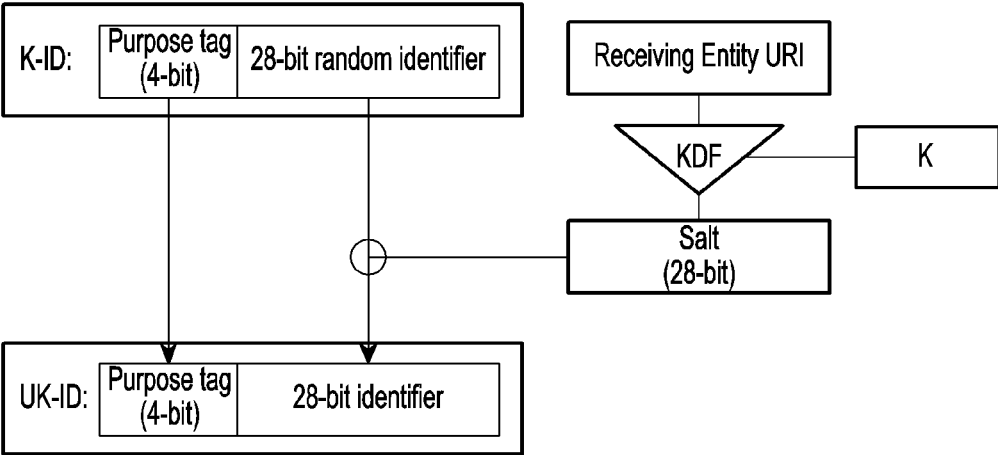 K-ID:
Purpose tag
(4-bit)
28-bit random identifier
Receiving Entity URI
KDF
K
Salt
(28-bit)
UK-ID:
Purpose tag
(4-bit)
28-bit identifier